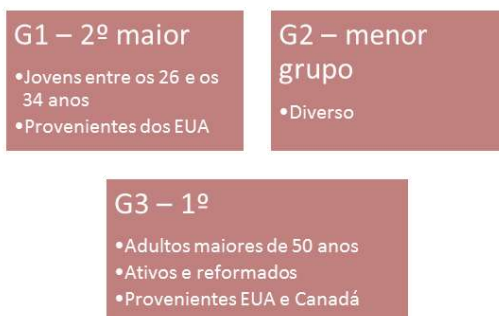 G1 – 2º maior
•Jovens entre os 26 e os
34 anos
•Provenientes dos EUA
G2 – menor
grupo
•Diverso
G3 – 1º
•Adultos maiores de 50 anos
•Ativos e reformados
•Provenientes EUA e Canadá